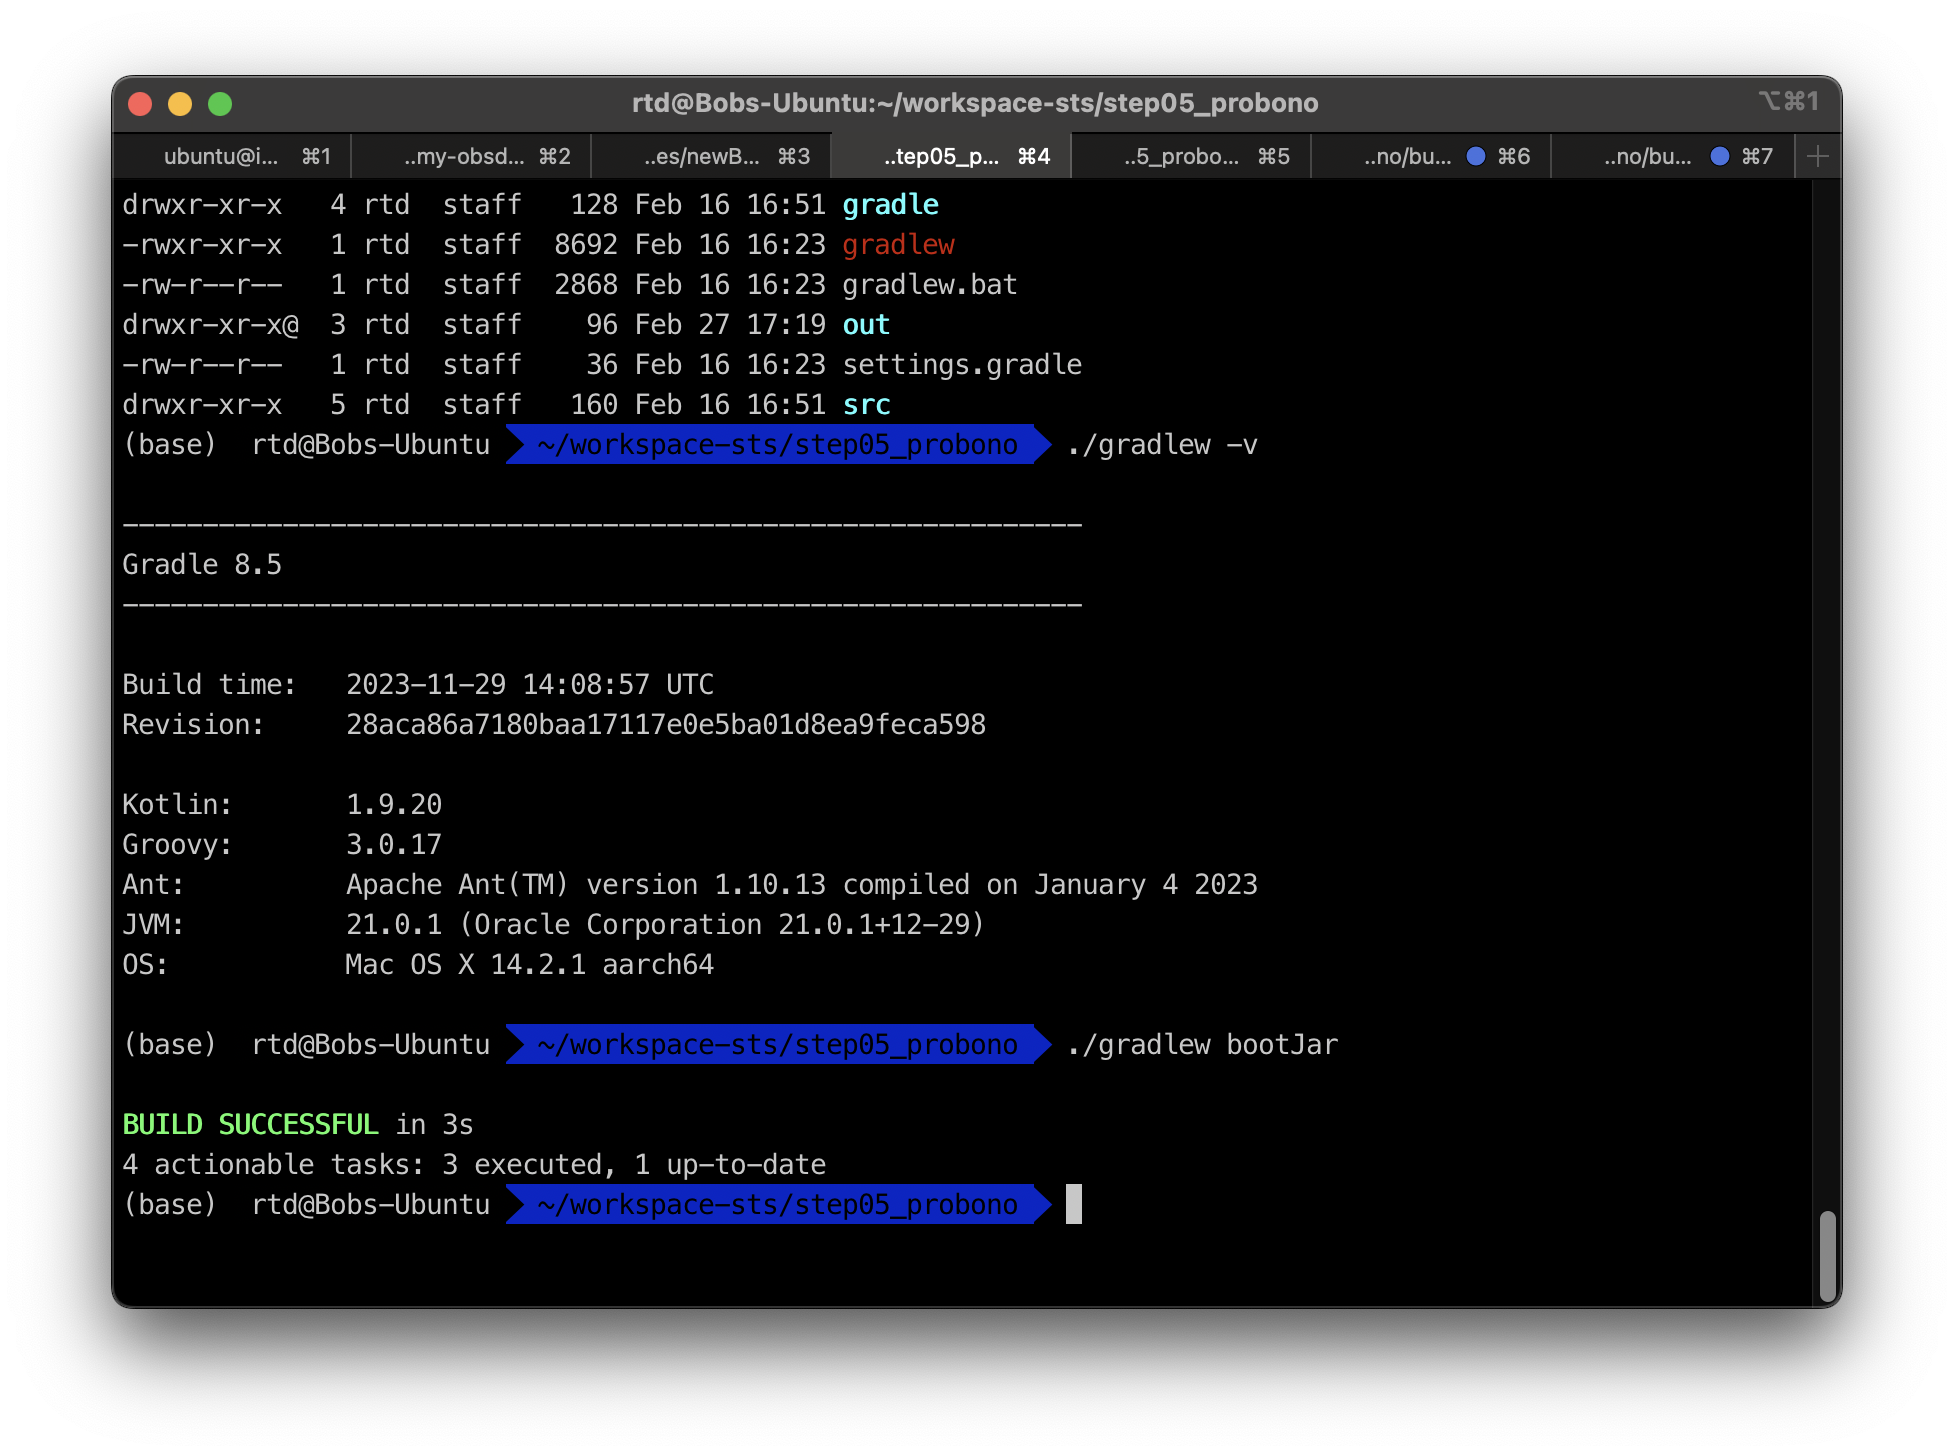 rtd@Bobs-Ubuntu:~/workspace-sts/step05_probono ⌥⌘1
ubuntu@i... ⌘1 ..my-obsd... ⌘2 ..es/newB... ⌘3 ..tep05_p... ⌘4 ..5_probo... ⌘5 ..no/bu... ⌘6 ..no/bu... ⌘7
drwxr-xr-x   4 rtd  staff   128 Feb 16 16:51 gradle
-rwxr-xr-x   1 rtd  staff  8692 Feb 16 16:23 gradlew
-rw-r--r--   1 rtd  staff  2868 Feb 16 16:23 gradlew.bat
drwxr-xr-x@  3 rtd  staff    96 Feb 27 17:19 out
-rw-r--r--   1 rtd  staff    36 Feb 16 16:23 settings.gradle
drwxr-xr-x   5 rtd  staff   160 Feb 16 16:51 src
(base)  rtd@Bobs-Ubuntu  ~/workspace-sts/step05_probono  ./gradlew -v
------------------------------------------------------------
Gradle 8.5
------------------------------------------------------------
Build time:   2023-11-29 14:08:57 UTC
Revision:     28aca86a7180baa17117e0e5ba01d8ea9feca598
Kotlin:       1.9.20
Groovy:       3.0.17
Ant:          Apache Ant(TM) version 1.10.13 compiled on January 4 2023
JVM:          21.0.1 (Oracle Corporation 21.0.1+12-29)
OS:           Mac OS X 14.2.1 aarch64
(base)  rtd@Bobs-Ubuntu  ~/workspace-sts/step05_probono  ./gradlew bootJar
BUILD SUCCESSFUL in 3s
4 actionable tasks: 3 executed, 1 up-to-date
(base)  rtd@Bobs-Ubuntu  ~/workspace-sts/step05_probono